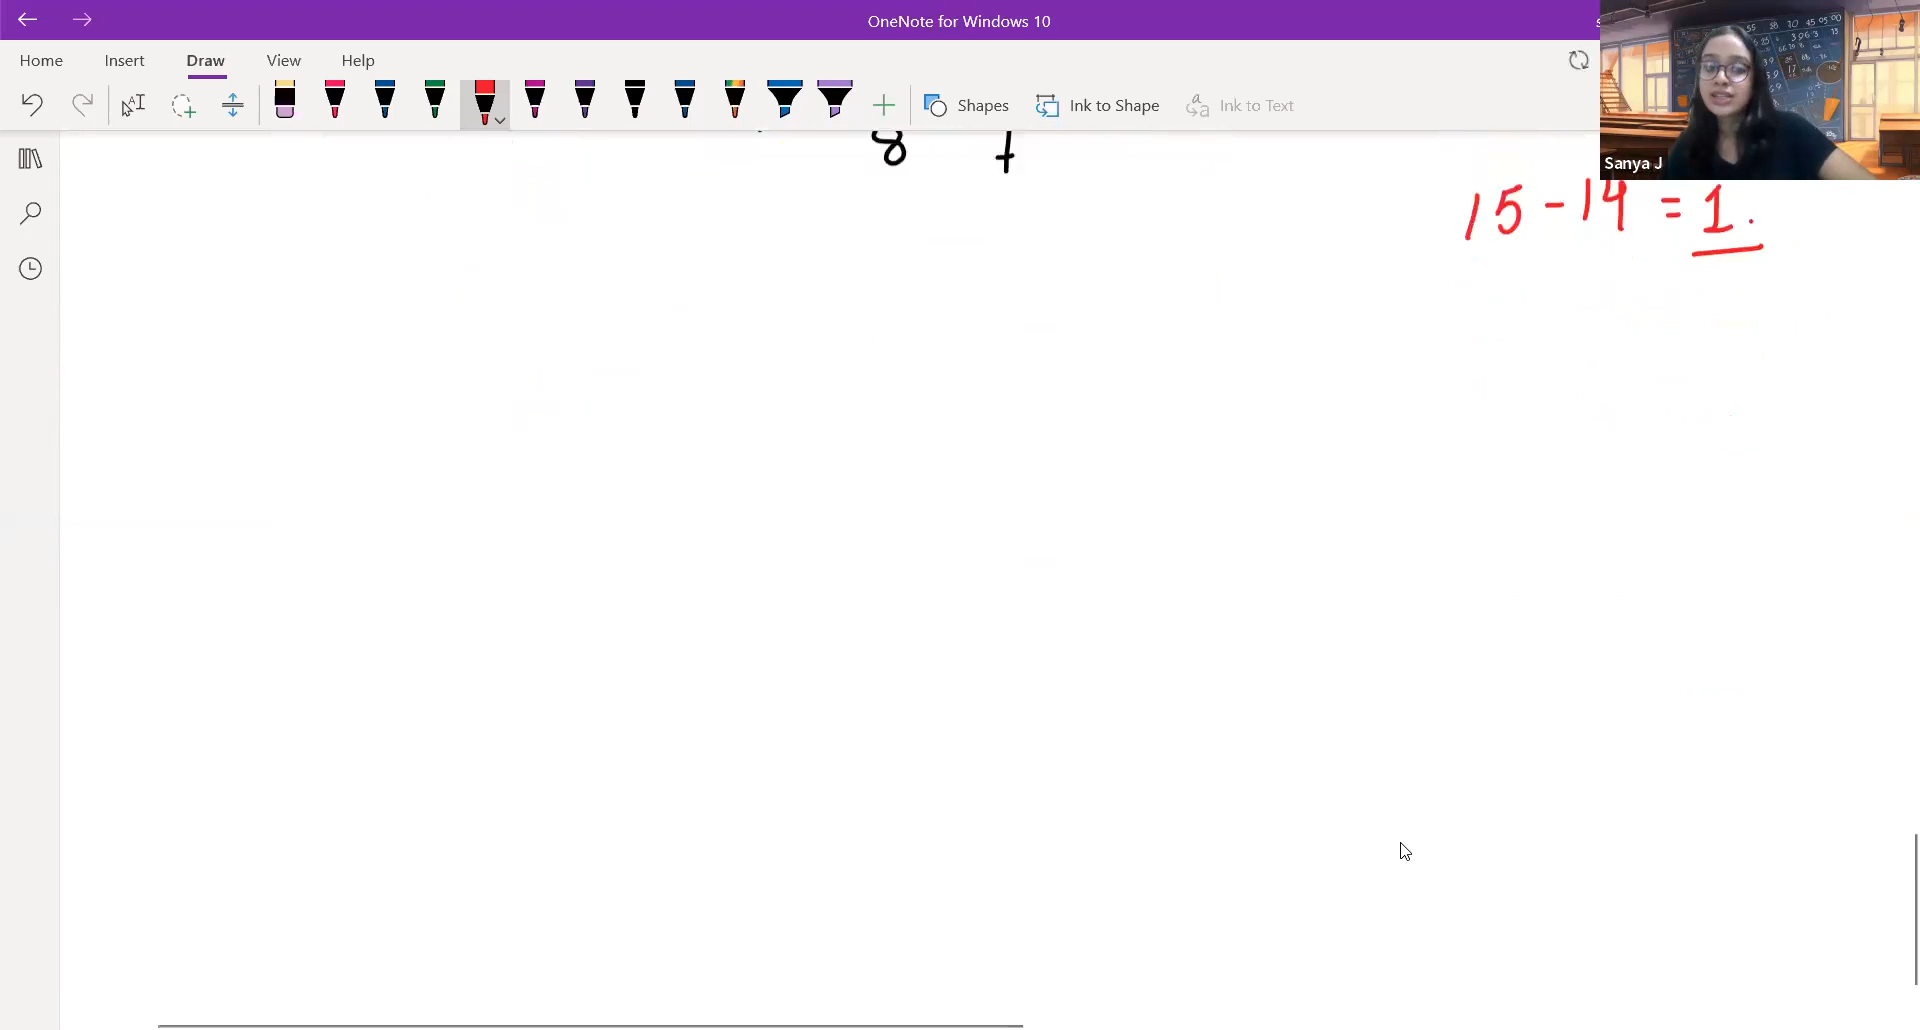 OneNote for Windows 10
Home Insert Draw View Help
Shapes Ink to Shape Ink to Text
Sanya J
8
15 - 14 = 1.